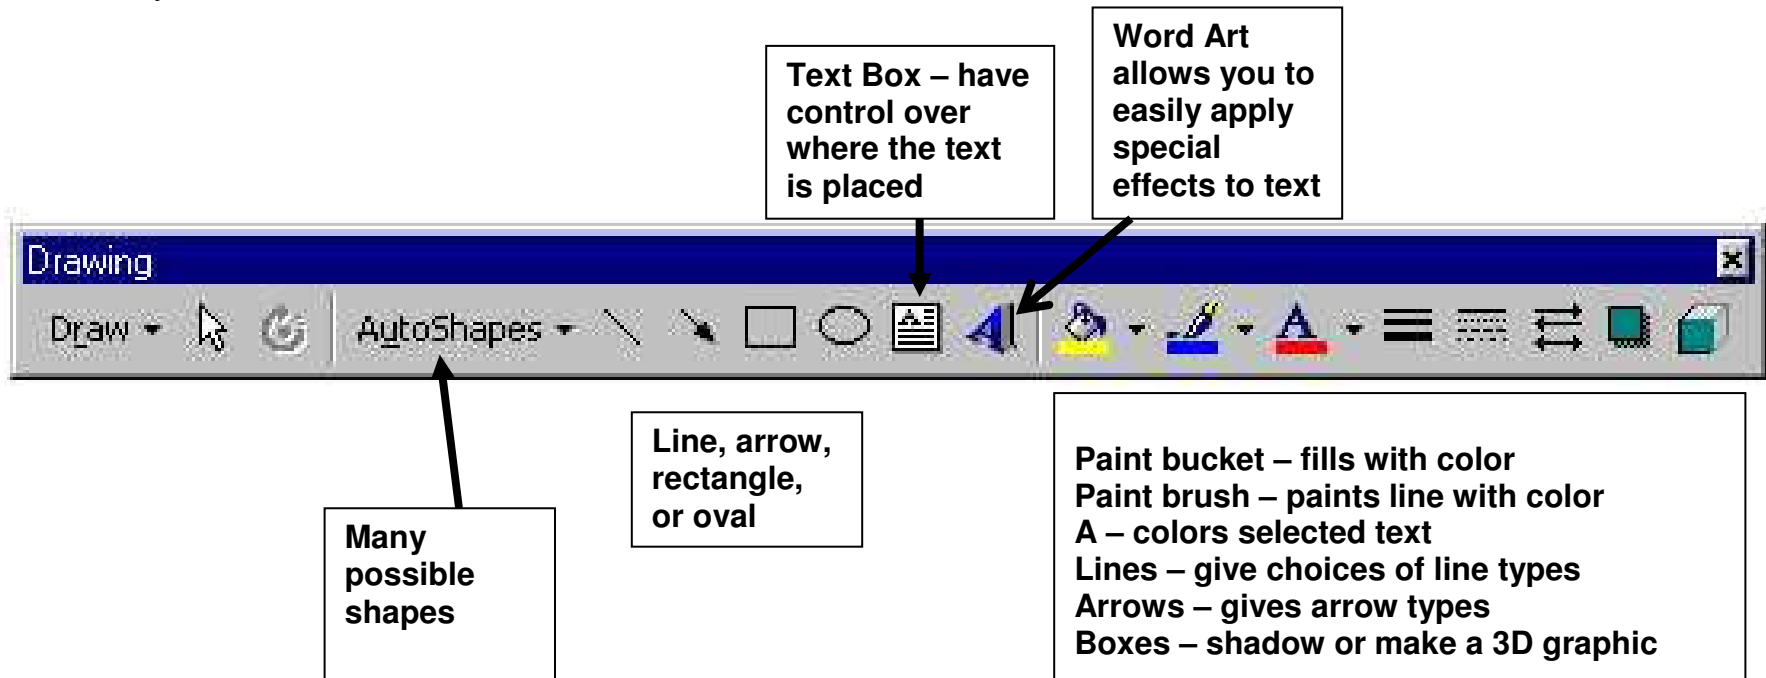 Text Box – have
control over
where the text
is placed
Word Art
allows you to
easily apply
special
effects to text
Drawing
Draw
AutoShapes
Many
possible
shapes
Line, arrow,
rectangle,
or oval
Paint bucket – fills with color
Paint brush – paints line with color
A – colors selected text
Lines – give choices of line types
Arrows – gives arrow types
Boxes – shadow or make a 3D graphic